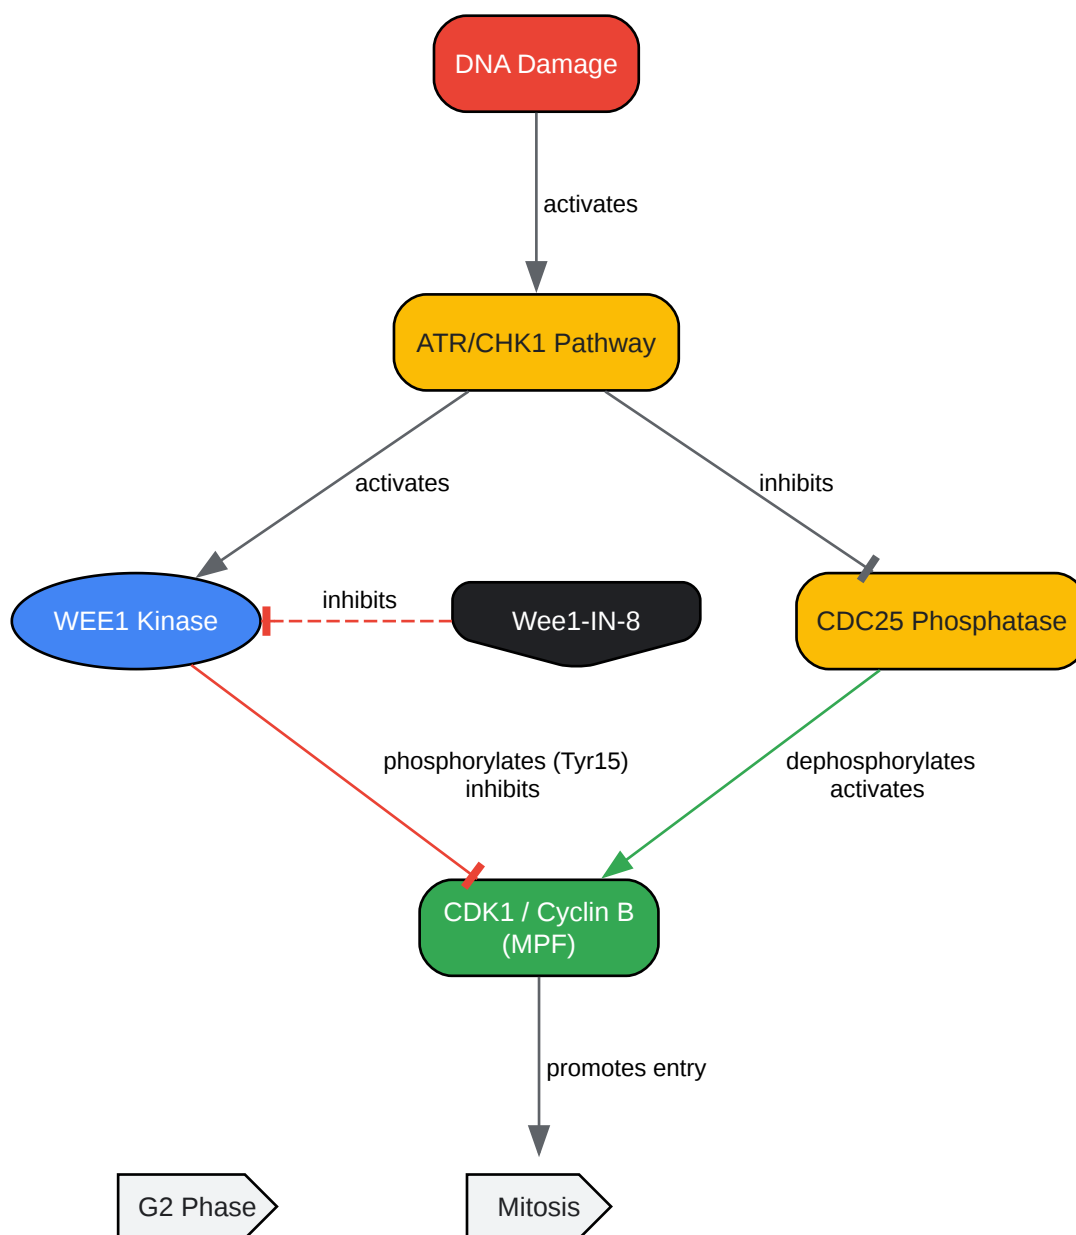 DNA Damage
activates
ATR/CHK1 Pathway
activates
inhibits
WEE1 Kinase
inhibits
Wee1-IN-8
CDC25 Phosphatase
phosphorylates (Tyr15)
inhibits
dephosphorylates
activates
CDK1 / Cyclin B
(MPF)
promotes entry
G2 Phase
Mitosis